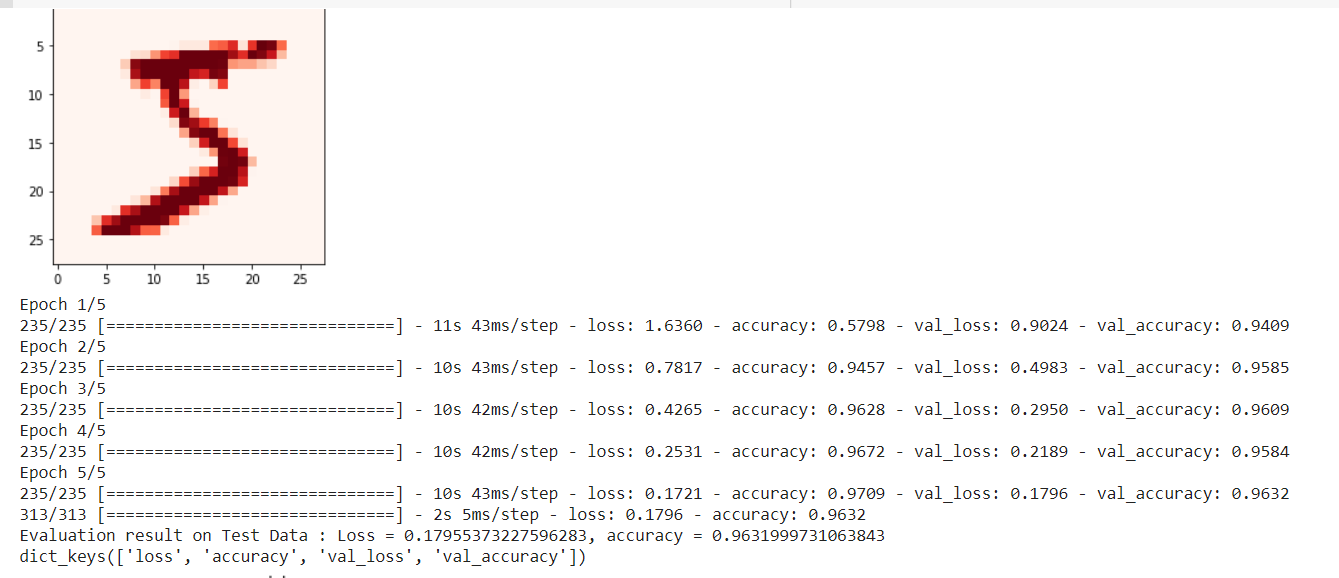 5
10
15
20
25
0 5 10 15 20 25
Epoch 1/5
235/235 [==============================] - 11s 43ms/step - loss: 1.6360 - accuracy: 0.5798 - val_loss: 0.9024 - val_accuracy: 0.9409
Epoch 2/5
235/235 [==============================] - 10s 43ms/step - loss: 0.7817 - accuracy: 0.9457 - val_loss: 0.4983 - val_accuracy: 0.9585
Epoch 3/5
235/235 [==============================] - 10s 42ms/step - loss: 0.4265 - accuracy: 0.9628 - val_loss: 0.2950 - val_accuracy: 0.9609
Epoch 4/5
235/235 [==============================] - 10s 42ms/step - loss: 0.2531 - accuracy: 0.9672 - val_loss: 0.2189 - val_accuracy: 0.9584
Epoch 5/5
235/235 [==============================] - 10s 43ms/step - loss: 0.1721 - accuracy: 0.9709 - val_loss: 0.1796 - val_accuracy: 0.9632
313/313 [==============================] - 2s 5ms/step - loss: 0.1796 - accuracy: 0.9632
Evaluation result on Test Data : Loss = 0.17955373227596283, accuracy = 0.9631999731063843
dict_keys(['loss', 'accuracy', 'val_loss', 'val_accuracy'])